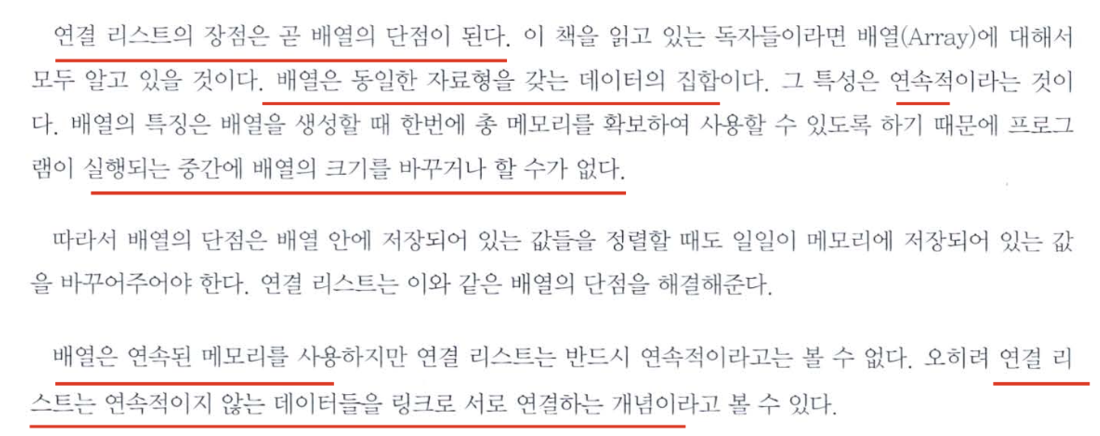 연결 리스트의 장점은 곧 배열의 단점이 된다. 이 책을 읽고 있는 독자들이라면 배열(Array)에 대해서
모두 알고 있을 것이다. 배열은 동일한 자료형을 갖는 데이터의 집합이다. 그 특성은 연속적이라는 것이
다. 배열의 특징은 배열을 생성할 때 한번에 총 메모리를 확보하여 사용할 수 있도록 하기 때문에 프로그
램이 실행되는 중간에 배열의 크기를 바꾸거나 할 수가 없다.
따라서 배열의 단점은 배열 안에 저장되어 있는 값들을 정렬할 때도 일일이 메모리에 저장되어 있는 값
을 바꾸어주어야 한다. 연결 리스트는 이와 같은 배열의 단점을 해결해준다.
배열은 연속된 메모리를 사용하지만 연결 리스트는 반드시 연속적이라고는 볼 수 없다. 오히려 연결 리
스트는 연속적이지 않는 데이터들을 링크로 서로 연결하는 개념이라고 볼 수 있다.